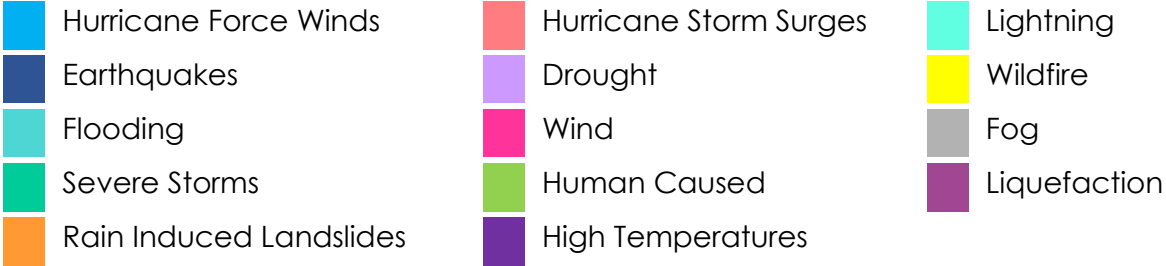 Hurricane Force Winds
Earthquakes
Flooding
Severe Storms
Rain Induced Landslides
Hurricane Storm Surges
Drought
Wind
Human Caused
High Temperatures
Lightning
Wildfire
Fog
Liquefaction